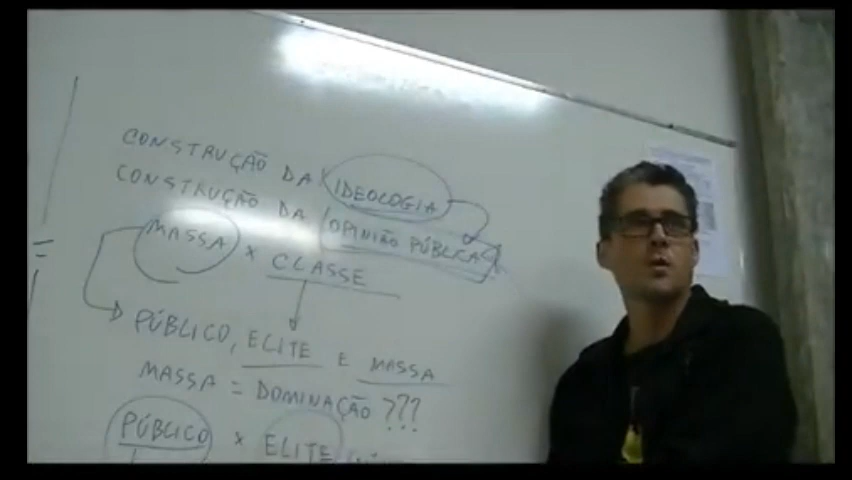 CONSTRUÇÃO DA IDEOLOGIA
CONSTRUÇÃO DA OPINIÃO PÚBLICA
MASSA × CLASSE
PÚBLICO, ELITE E MASSA
MASSA = DOMINAÇÃO ???
PÚBLICO × ELITE